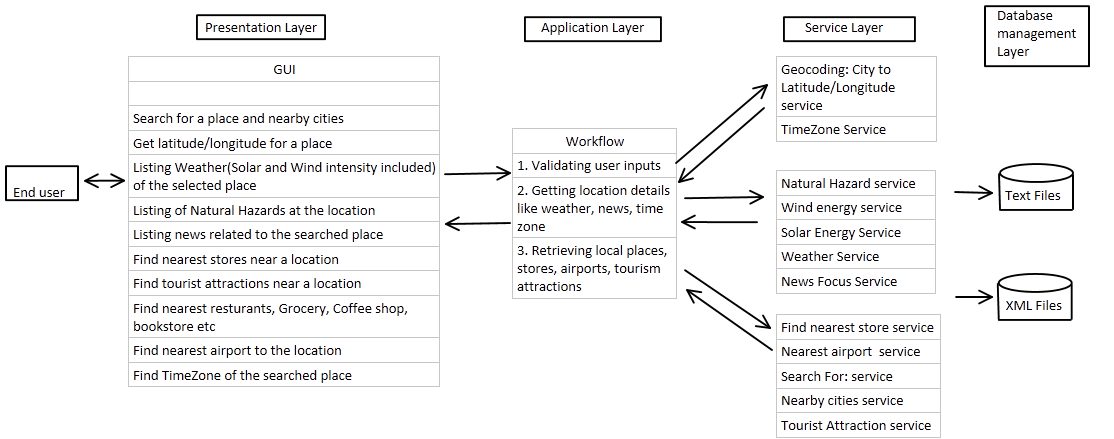 Presentation Layer
Application Layer
Service Layer
Database
management
Layer
End user
GUI
Search for a place and nearby cities
Get latitude/longitude for a place
Listing Weather(Solar and Wind intensity included)
of the selected place
Listing of Natural Hazards at the location
Listing news related to the searched place
Find nearest stores near a location
Find tourist attractions near a location
Find nearest resturants, Grocery, Coffee shop,
bookstore etc
Find nearest airport to the location
Find TimeZone of the searched place
Workflow
1. Validating user inputs
2. Getting location details
like weather, news, time
zone
3. Retrieving local places,
stores, airports, tourism
attractions
Geocoding: City to
Latitude/Longitude
service
TimeZone Service
Natural Hazard service
Wind energy service
Solar Energy Service
Weather Service
News Focus Service
Find nearest store service
Nearest airport service
Search For: service
Nearby cities service
Tourist Attraction service
Text Files
XML Files